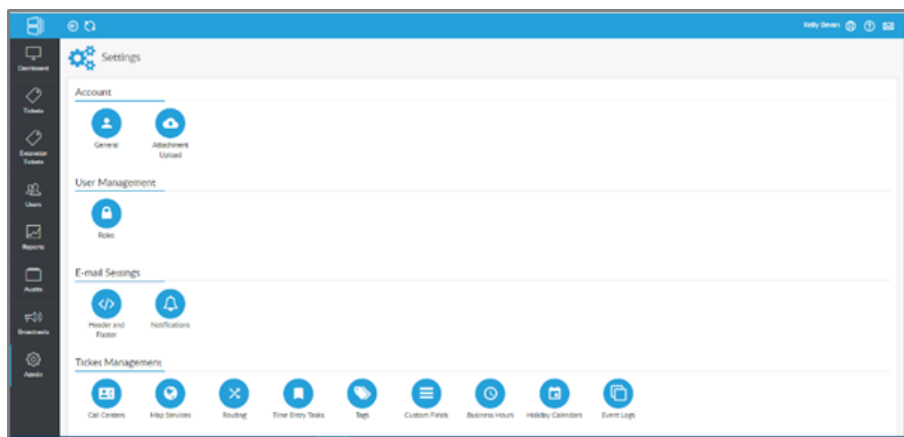 Kelly Bevan
Dashboard
Settings
Account
Tickets
General
Attachment
Upload
Excavator
Tickets
User Management
Users
Roles
Reports
E-mail Settings
Audits
Header and
Footer
Notifications
Broadcasts
Ticket Management
Admin
Call Centers
Map Services
Routing
Time Entry Tasks
Tags
Custom Fields
Business Hours
Holiday Calendars
Event Logs